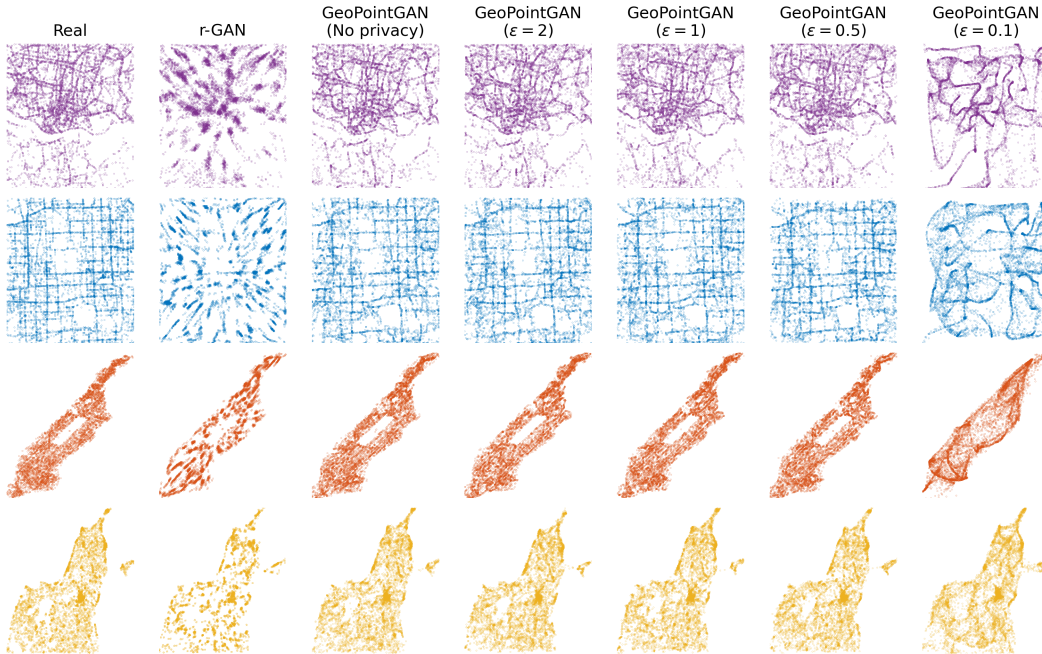 Real
r-GAN
GeoPointGAN
(No privacy)
GeoPointGAN
(ε = 2)
GeoPointGAN
(ε = 1)
GeoPointGAN
(ε = 0.5)
GeoPointGAN
(ε = 0.1)